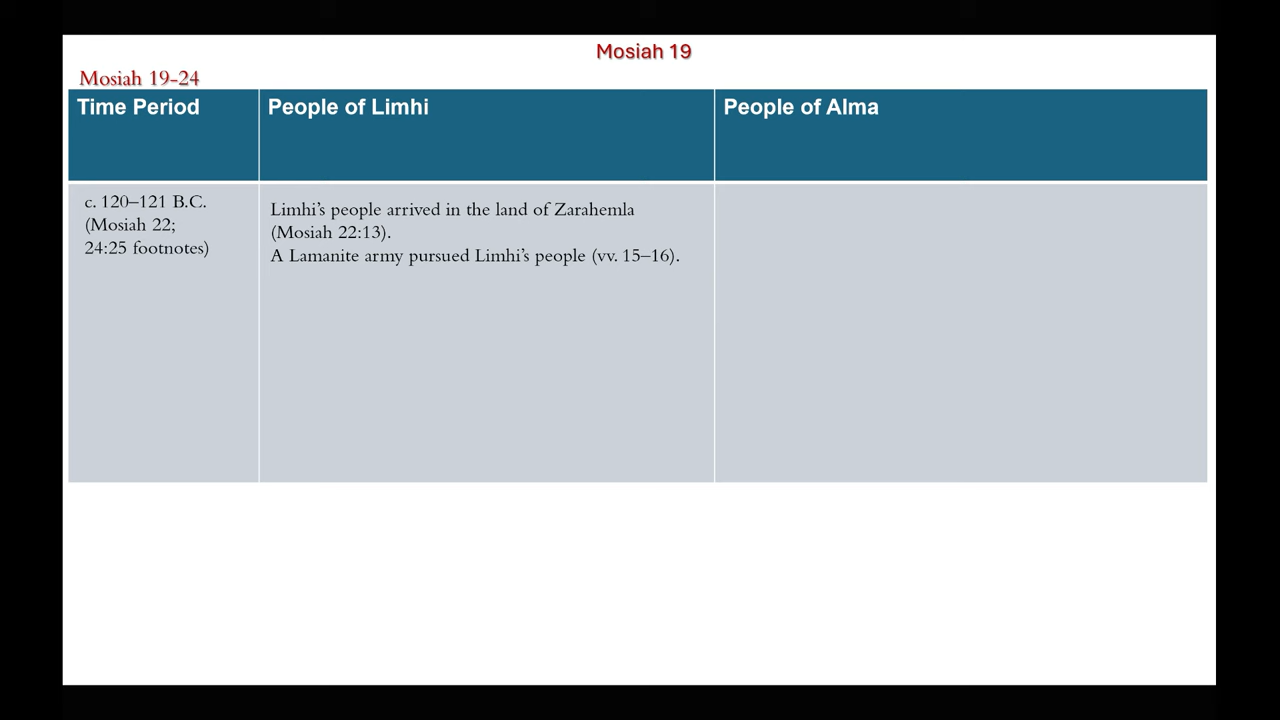 Mosiah 19
Mosiah 19-24
Time Period
People of Limhi
People of Alma
c. 120–121 B.C.
(Mosiah 22;
24:25 footnotes)
Limhi’s people arrived in the land of Zarahemla
(Mosiah 22:13).
A Lamanite army pursued Limhi’s people (vv. 15–16).